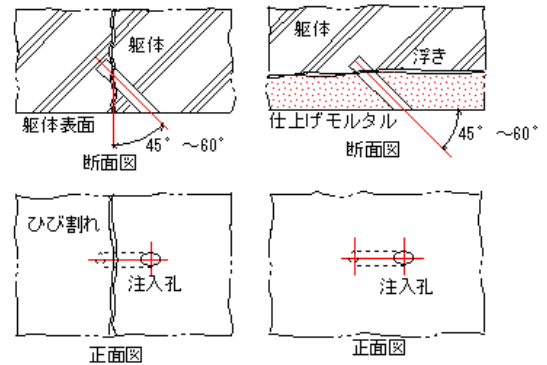 躯体
躯体表面
45° ～60°
断面図
躯体
浮き
仕上げモルタル
45° ～60°
断面図
ひび割れ
注入孔
正面図
注入孔
正面図